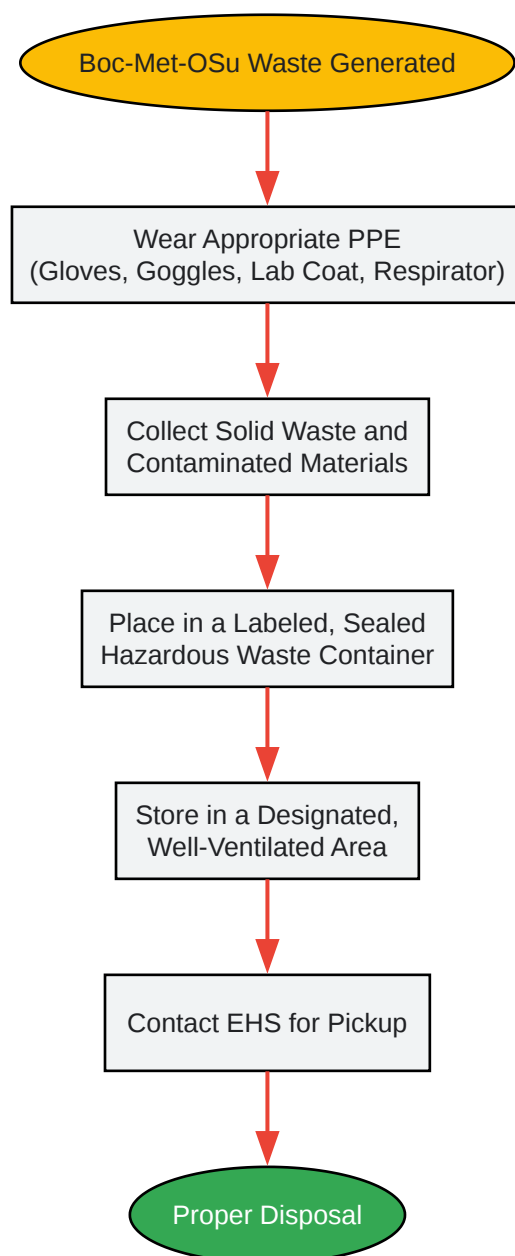 Boc-Met-OSu Waste Generated
Wear Appropriate PPE
(Gloves, Goggles, Lab Coat, Respirator)
Collect Solid Waste and
Contaminated Materials
Place in a Labeled, Sealed
Hazardous Waste Container
Store in a Designated,
Well-Ventilated Area
Contact EHS for Pickup
Proper Disposal